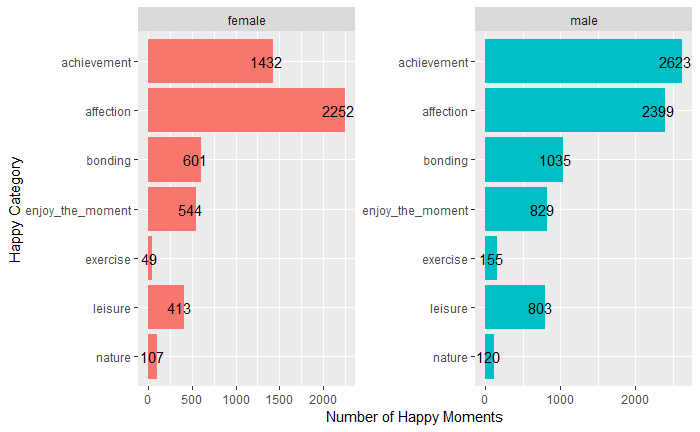 female
male
achievement
1432
achievement
2623
affection
2252
affection
2399
bonding
601
bonding
1035
enjoy_the_moment
544
enjoy_the_moment
829
exercise
49
exercise
155
leisure
413
leisure
803
nature
107
nature
120
0 500 1000 1500 2000
0 1000 2000
Number of Happy Moments
Happy Category